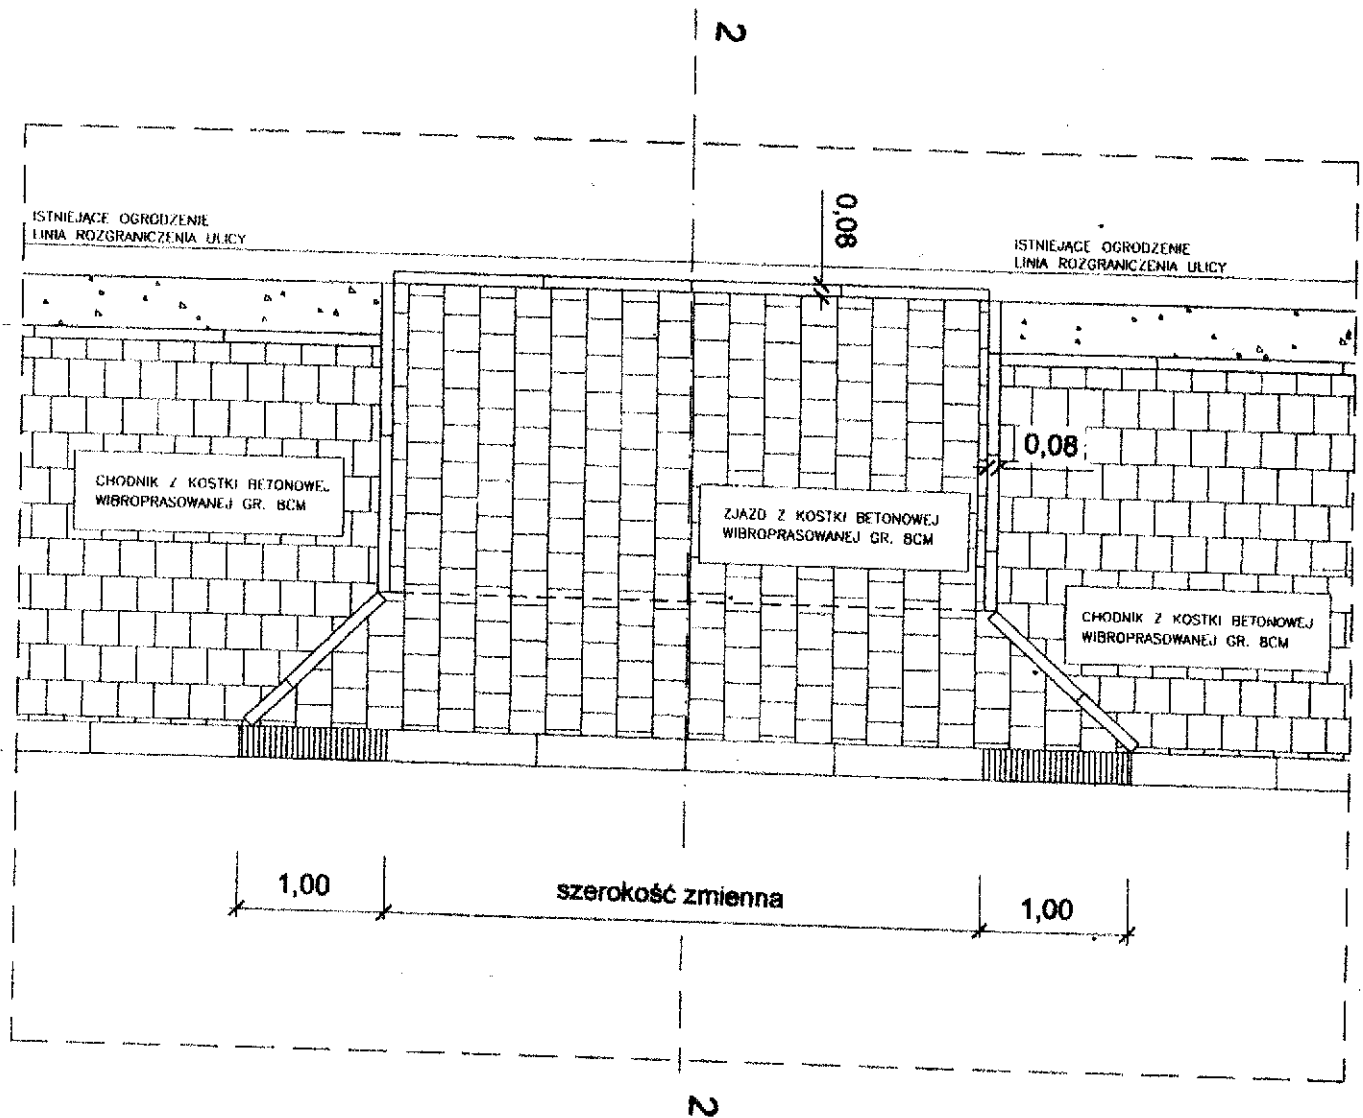 2
ISTNIEJĄCE OGRODZENIE
LINIA ROZGRANICZENIA ULICY
0,08
ISTNIEJĄCE OGRODZENIE
LINIA ROZGRANICZENIA ULICY
0,08
CHODNIK Z KOSTKI BETONOWEJ
WIBROPRASOWANEJ GR. 8CM
ZJAZD Z KOSTKI BETONOWEJ
WIBROPRASOWANEJ GR. 8CM
CHODNIK Z KOSTKI BETONOWEJ
WIBROPRASOWANEJ GR. 8CM
1,00
szerokość zmienna
1,00
2